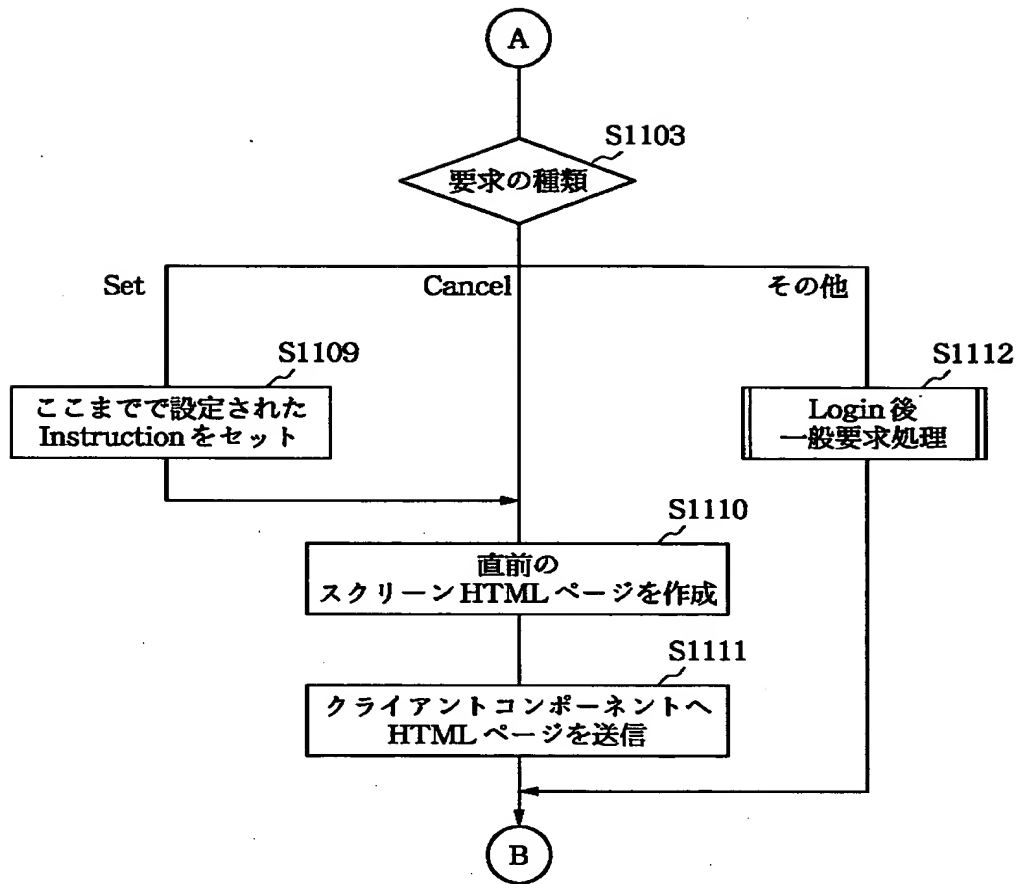 A
S1103
要求の種類
Set
Cancel
その他
S1109
ここまでで設定された
Instructionをセット
S1112
Login後
一般要求処理
S1110
直前の
スクリーンHTMLページを作成
S1111
クライアントコンポーネントへ
HTMLページを送信
B